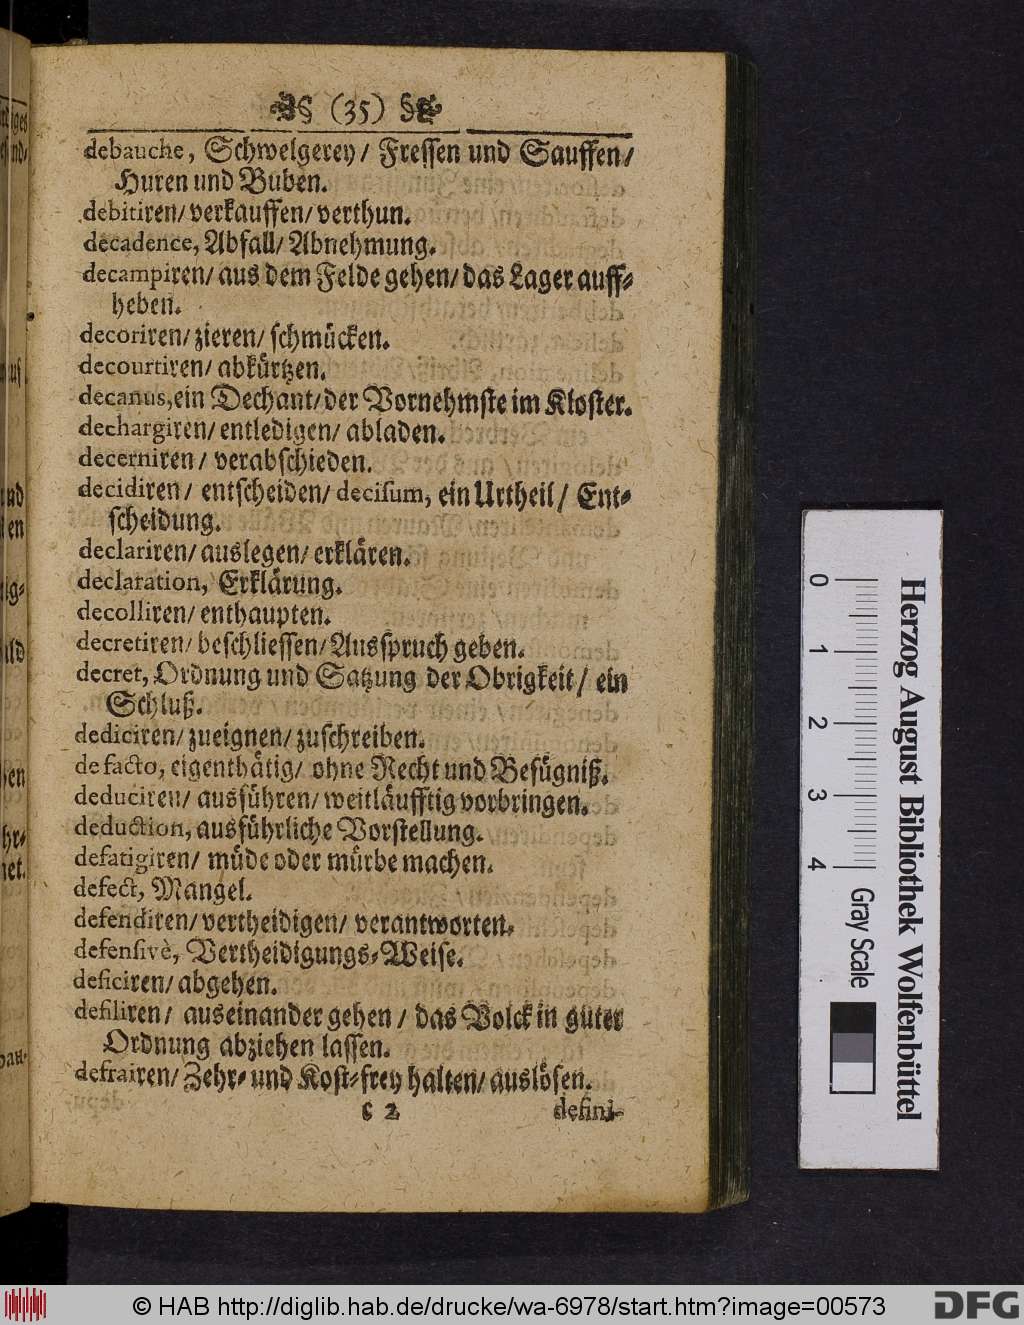 § (35) §
debauche, Schwelgerey/ Fressen und Sauffen/
Huren und Buben.
debitiren/ verkauffen/ verthun.
decadence, Abfall/ Abnehmung.
decampiren/ aus dem Felde gehen/ das Lager auff-
heben.
decoriren/ zieren/ schmücken.
decourtiren/ abkürtzen.
decanus, ein Dechant/ der Vornehmste im Kloster.
dechargiren/ entledigen/ abladen.
decerniren/ verabschieden.
decidiren/ entscheiden/ decisum, ein Urtheil/ Ent-
scheidung.
declariren/ auslegen/ erklären.
declaration, Erklärung.
decolliren/ enthaupten.
decretiren/ beschliessen/ Ausspruch geben.
decret, Ordnung und Satzung der Obrigkeit/ ein
Schluß.
dediciren/ zueignen/ zuschreiben.
de facto, eigenthätig/ ohne Recht und Befügniß.
deduciren/ ausführen/ weitläufftig vorbringen.
deduction, ausführliche Vorstellung.
defatigiren/ müde oder mürbe machen.
defect, Mangel.
defendiren/ vertheidigen/ verantworten.
defensivè, Vertheidigungs-Weise.
deficiren/ abgehen.
defiliren/ auseinander gehen/ das Volck in guter
Ordnung abziehen lassen.
defrairen/ Zehr- und Kost-frey halten/ auslösen.
C 2 defini-
0 1 2 3 4
Gray Scale
Herzog August Bibliothek Wolfenbüttel
© HAB http://diglib.hab.de/drucke/wa-6978/start.htm?image=00573
DFG